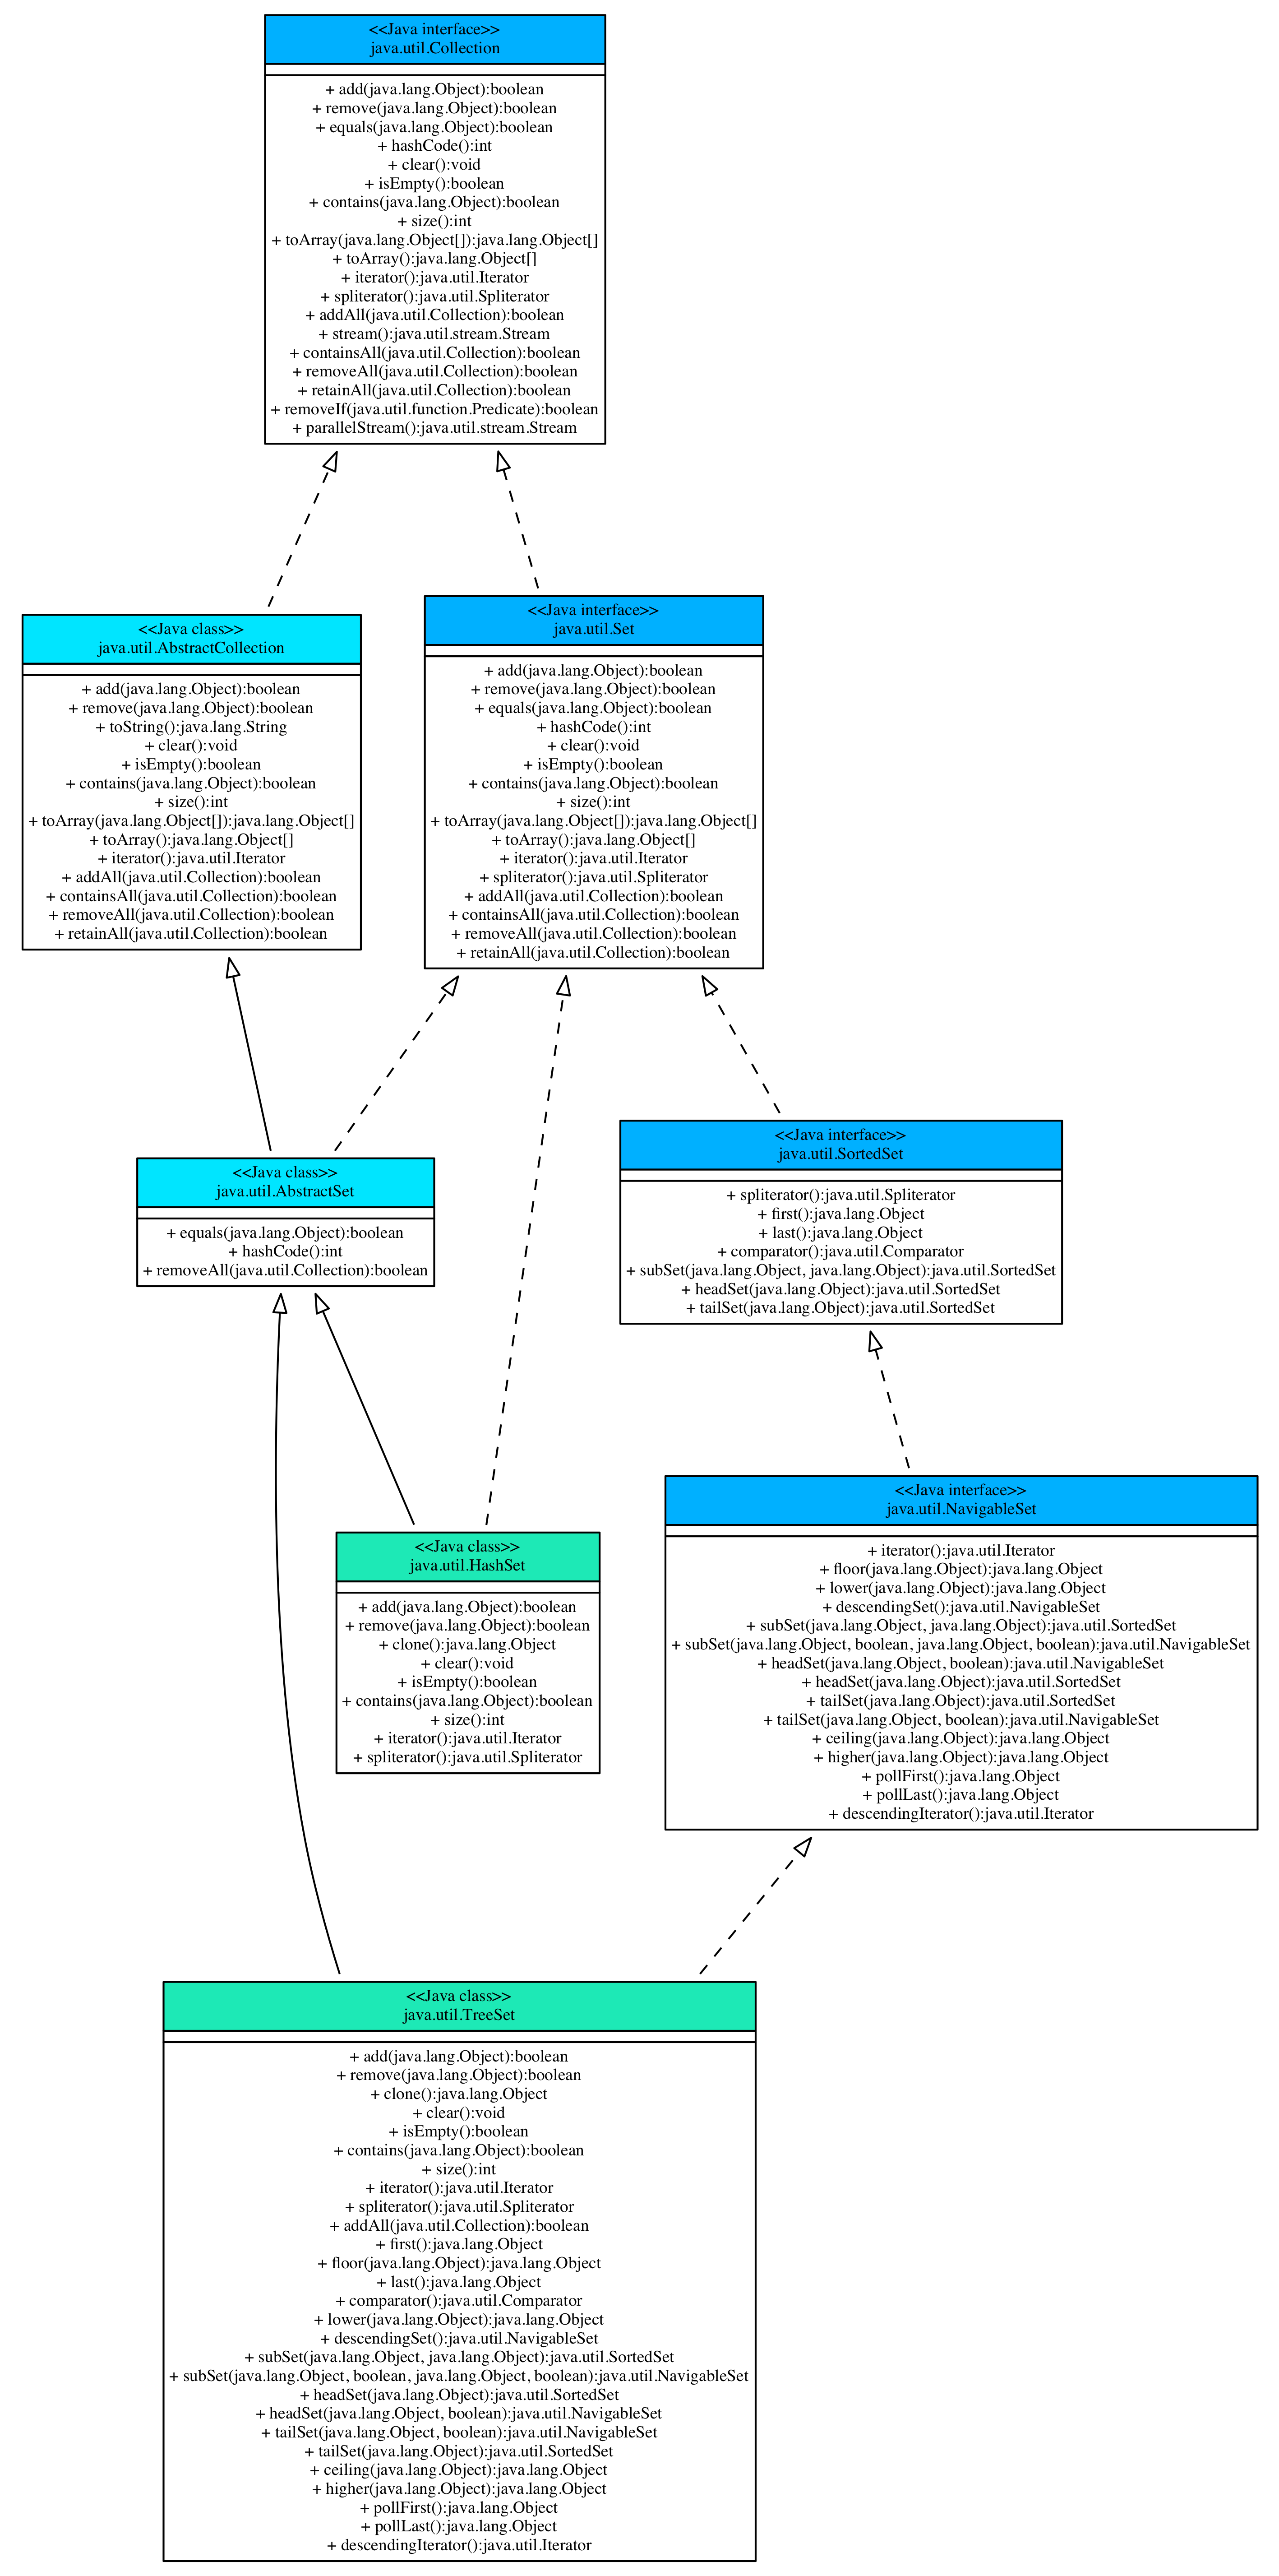 <<Java interface>>
java.util.Collection
+ add(java.lang.Object):boolean
+ remove(java.lang.Object):boolean
+ equals(java.lang.Object):boolean
+ hashCode():int
+ clear():void
+ isEmpty():boolean
+ contains(java.lang.Object):boolean
+ size():int
+ toArray(java.lang.Object[]):java.lang.Object[]
+ toArray():java.lang.Object[]
+ iterator():java.util.Iterator
+ spliterator():java.util.Spliterator
+ addAll(java.util.Collection):boolean
+ stream():java.util.stream.Stream
+ containsAll(java.util.Collection):boolean
+ removeAll(java.util.Collection):boolean
+ retainAll(java.util.Collection):boolean
+ removeIf(java.util.function.Predicate):boolean
+ parallelStream():java.util.stream.Stream
<<Java class>>
java.util.AbstractCollection
+ add(java.lang.Object):boolean
+ remove(java.lang.Object):boolean
+ toString():java.lang.String
+ clear():void
+ isEmpty():boolean
+ contains(java.lang.Object):boolean
+ size():int
+ toArray(java.lang.Object[]):java.lang.Object[]
+ toArray():java.lang.Object[]
+ iterator():java.util.Iterator
+ addAll(java.util.Collection):boolean
+ containsAll(java.util.Collection):boolean
+ removeAll(java.util.Collection):boolean
+ retainAll(java.util.Collection):boolean
<<Java interface>>
java.util.Set
+ add(java.lang.Object):boolean
+ remove(java.lang.Object):boolean
+ equals(java.lang.Object):boolean
+ hashCode():int
+ clear():void
+ isEmpty():boolean
+ contains(java.lang.Object):boolean
+ size():int
+ toArray(java.lang.Object[]):java.lang.Object[]
+ toArray():java.lang.Object[]
+ iterator():java.util.Iterator
+ spliterator():java.util.Spliterator
+ addAll(java.util.Collection):boolean
+ containsAll(java.util.Collection):boolean
+ removeAll(java.util.Collection):boolean
+ retainAll(java.util.Collection):boolean
<<Java class>>
java.util.AbstractSet
+ equals(java.lang.Object):boolean
+ hashCode():int
+ removeAll(java.util.Collection):boolean
<<Java interface>>
java.util.SortedSet
+ spliterator():java.util.Spliterator
+ first():java.lang.Object
+ last():java.lang.Object
+ comparator():java.util.Comparator
+ subSet(java.lang.Object, java.lang.Object):java.util.SortedSet
+ headSet(java.lang.Object):java.util.SortedSet
+ tailSet(java.lang.Object):java.util.SortedSet
<<Java class>>
java.util.HashSet
+ add(java.lang.Object):boolean
+ remove(java.lang.Object):boolean
+ clone():java.lang.Object
+ clear():void
+ isEmpty():boolean
+ contains(java.lang.Object):boolean
+ size():int
+ iterator():java.util.Iterator
+ spliterator():java.util.Spliterator
<<Java interface>>
java.util.NavigableSet
+ iterator():java.util.Iterator
+ floor(java.lang.Object):java.lang.Object
+ lower(java.lang.Object):java.lang.Object
+ descendingSet():java.util.NavigableSet
+ subSet(java.lang.Object, java.lang.Object):java.util.SortedSet
+ subSet(java.lang.Object, boolean, java.lang.Object, boolean):java.util.NavigableSet
+ headSet(java.lang.Object, boolean):java.util.NavigableSet
+ headSet(java.lang.Object):java.util.SortedSet
+ tailSet(java.lang.Object):java.util.SortedSet
+ tailSet(java.lang.Object, boolean):java.util.NavigableSet
+ ceiling(java.lang.Object):java.lang.Object
+ higher(java.lang.Object):java.lang.Object
+ pollFirst():java.lang.Object
+ pollLast():java.lang.Object
+ descendingIterator():java.util.Iterator
<<Java class>>
java.util.TreeSet
+ add(java.lang.Object):boolean
+ remove(java.lang.Object):boolean
+ clone():java.lang.Object
+ clear():void
+ isEmpty():boolean
+ contains(java.lang.Object):boolean
+ size():int
+ iterator():java.util.Iterator
+ spliterator():java.util.Spliterator
+ addAll(java.util.Collection):boolean
+ first():java.lang.Object
+ floor(java.lang.Object):java.lang.Object
+ last():java.lang.Object
+ comparator():java.util.Comparator
+ lower(java.lang.Object):java.lang.Object
+ descendingSet():java.util.NavigableSet
+ subSet(java.lang.Object, java.lang.Object):java.util.SortedSet
+ subSet(java.lang.Object, boolean, java.lang.Object, boolean):java.util.NavigableSet
+ headSet(java.lang.Object):java.util.SortedSet
+ headSet(java.lang.Object, boolean):java.util.NavigableSet
+ tailSet(java.lang.Object, boolean):java.util.NavigableSet
+ tailSet(java.lang.Object):java.util.SortedSet
+ ceiling(java.lang.Object):java.lang.Object
+ higher(java.lang.Object):java.lang.Object
+ pollFirst():java.lang.Object
+ pollLast():java.lang.Object
+ descendingIterator():java.util.Iterator